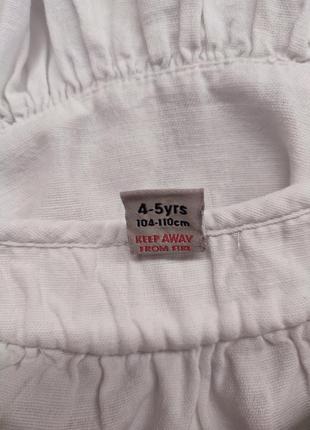 4-5yrs
104-110cm
KEEP AWAY
FROM FIRE